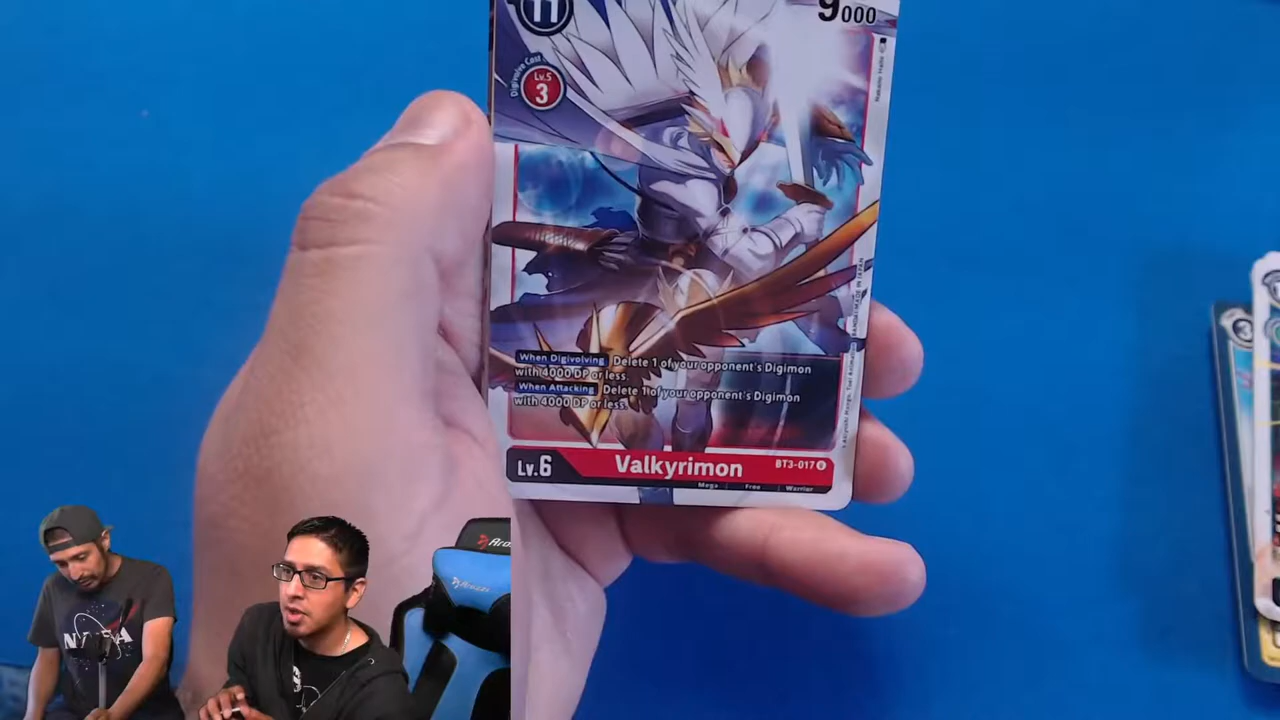 11
9000
Digivolve Cost
Lv.5
3
When Digivolving Delete 1 of your opponent's Digimon
with 4000 DP or less.
When Attacking Delete 1 of your opponent's Digimon
with 4000 DP or less.
Lv.6
Valkyrimon
BT3-017
Mega
Free
Warrior
3